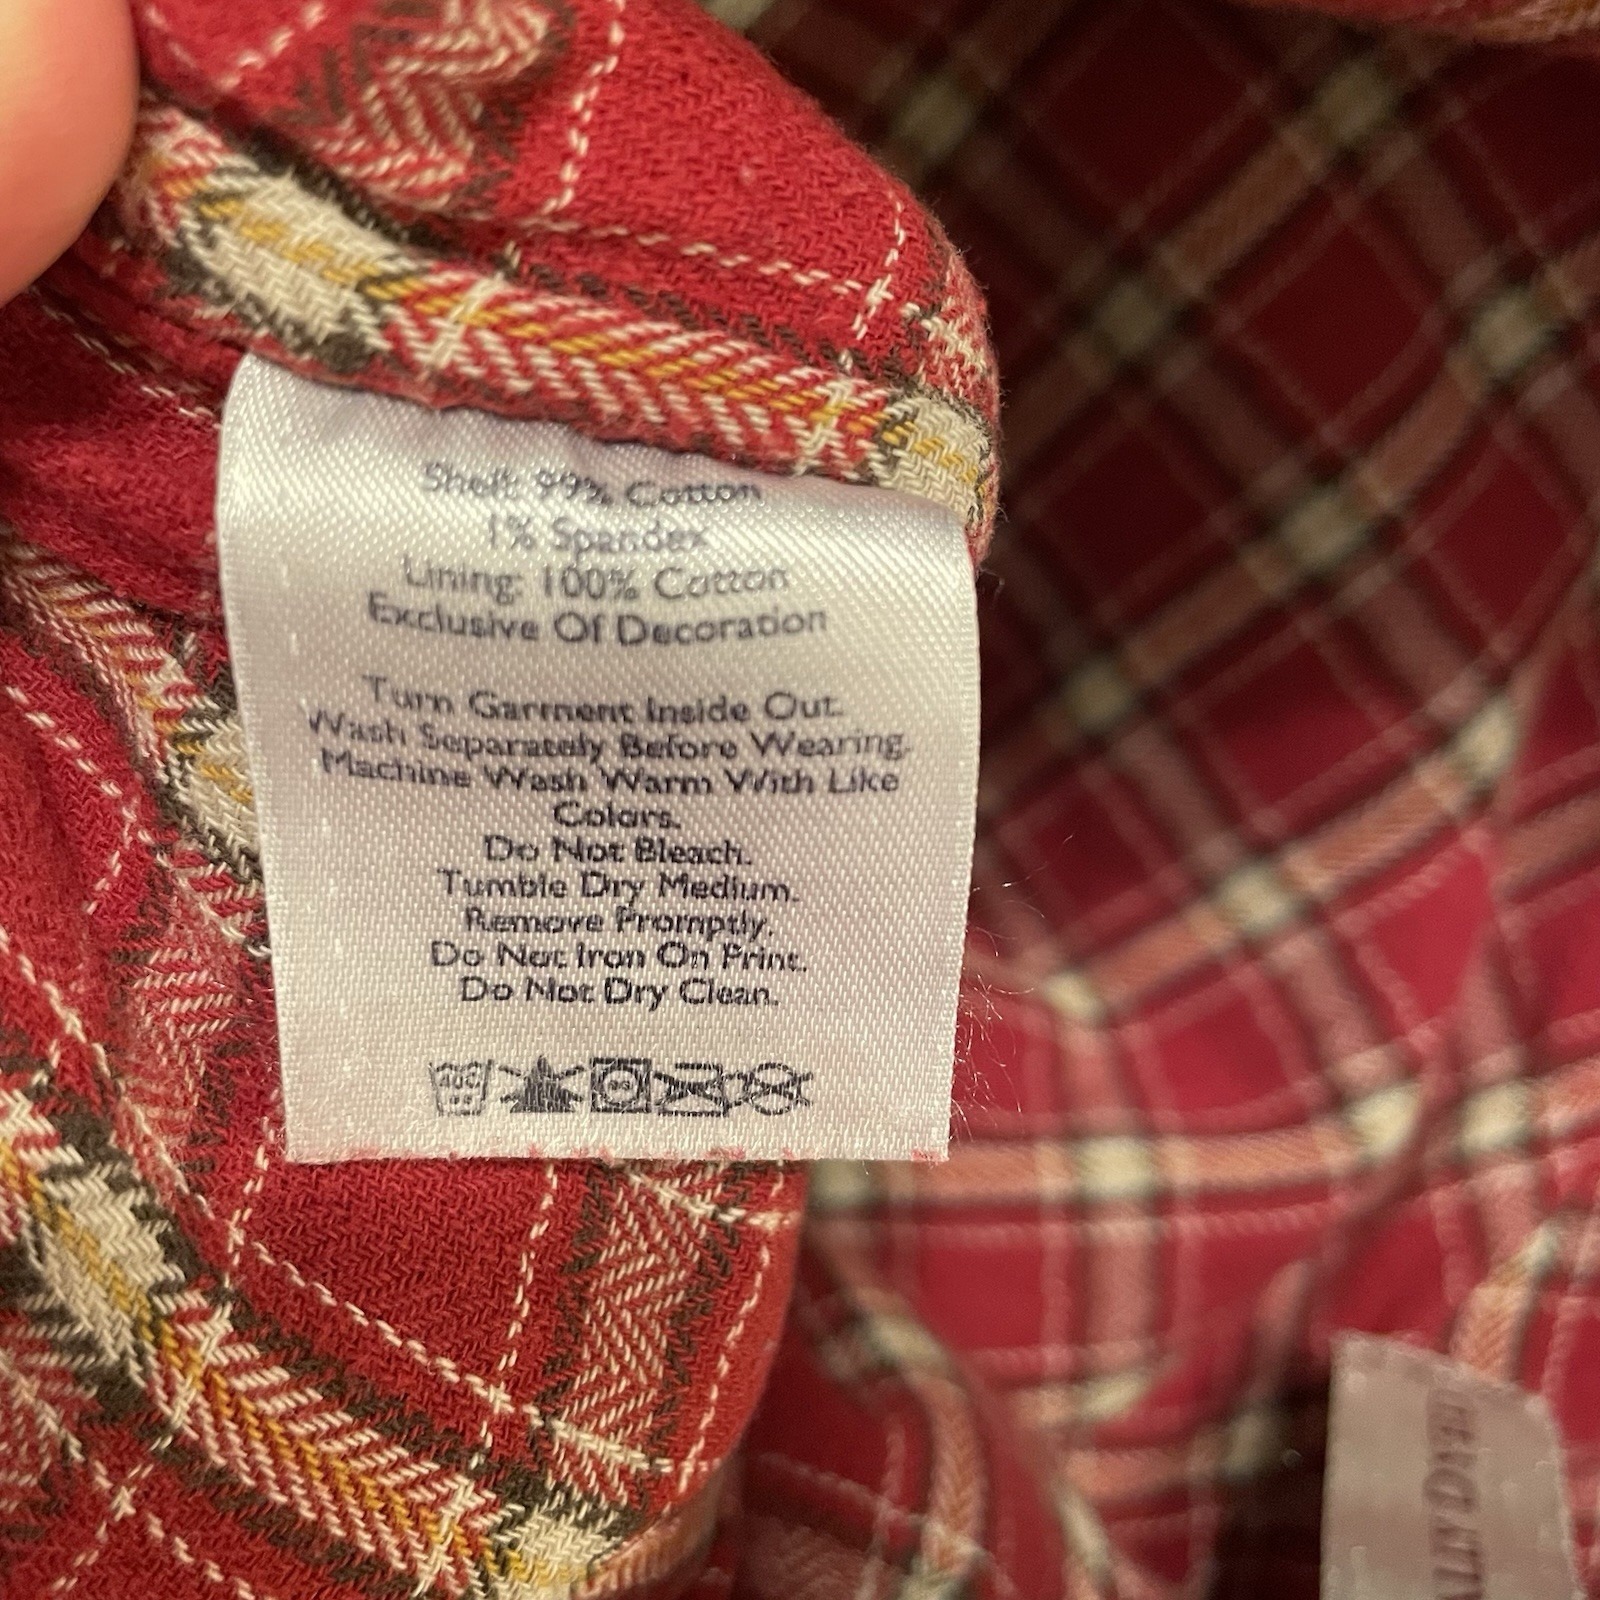 Shell: 99% Cotton
1% Spandex
Lining: 100% Cotton
Exclusive Of Decoration
Turn Garment Inside Out.
Wash Separately Before Wearing.
Machine Wash Warm With Like
Colors.
Do Not Bleach.
Tumble Dry Medium.
Remove Promptly.
Do Not Iron On Print.
Do Not Dry Clean.
40C